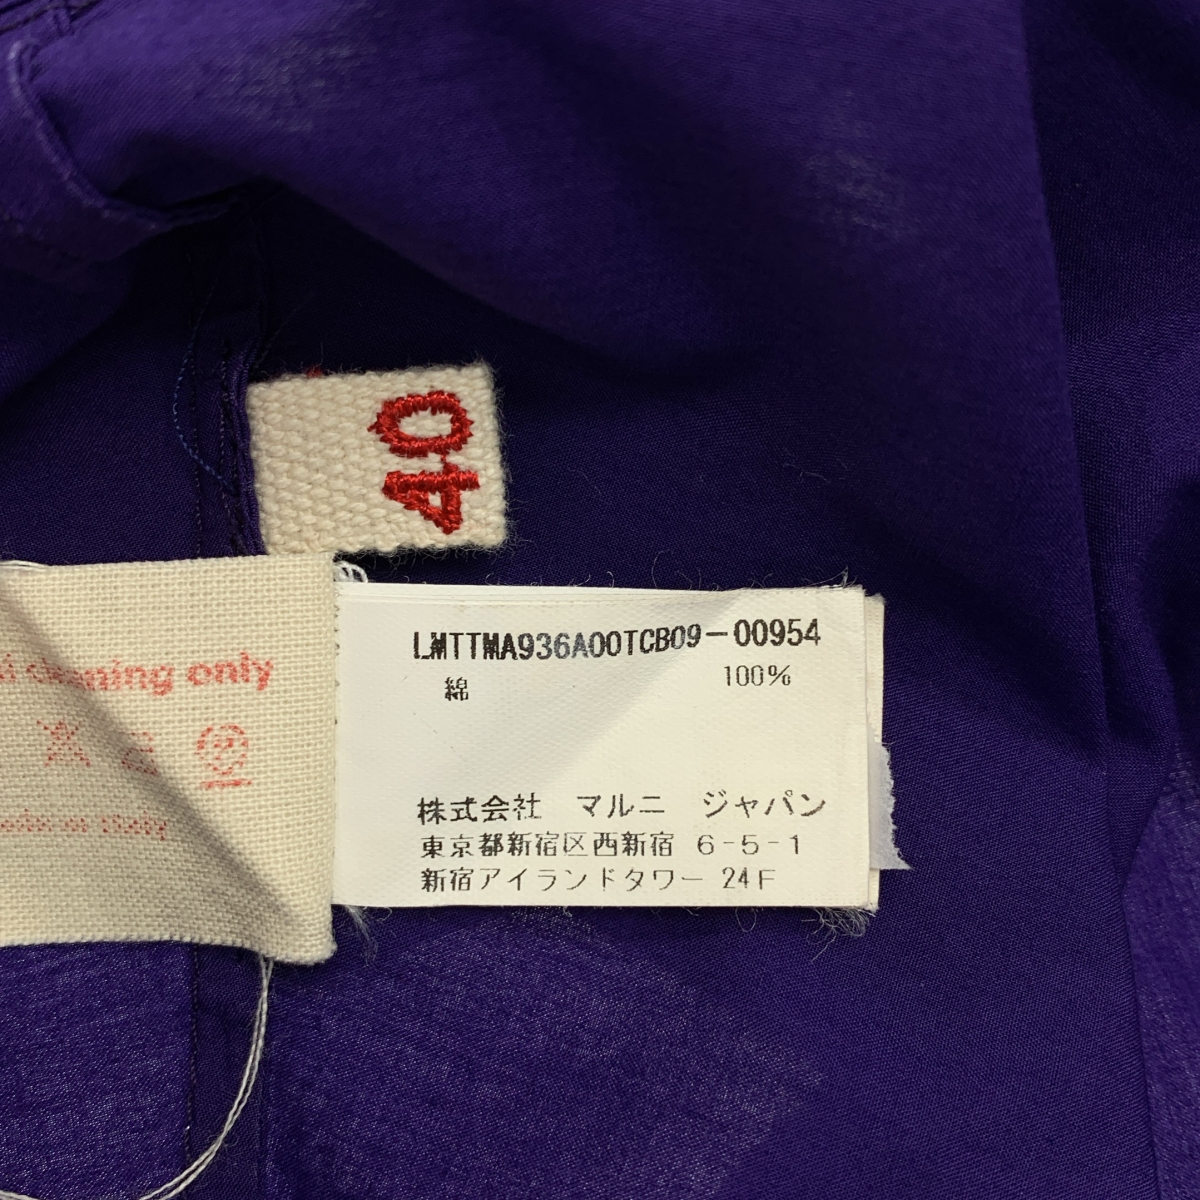 40
cleaning only
LMTTMA936A00TCB09-00954
綿 100%
株式会社 マルニ ジャパン
東京都新宿区西新宿 6-5-1
新宿アイランドタワー 24F